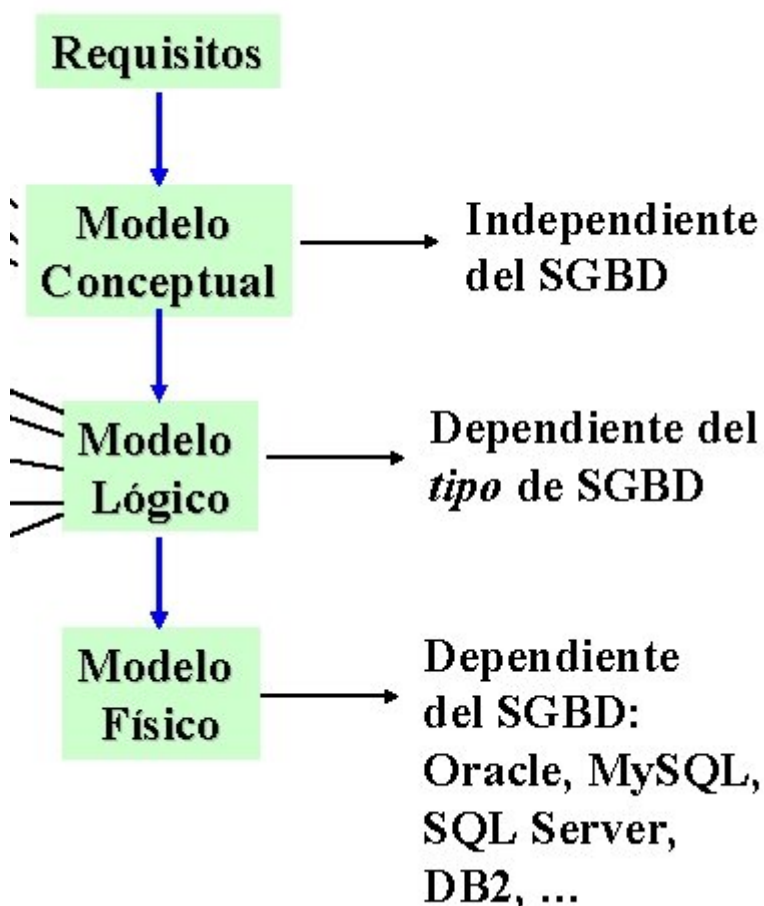 Requisitos
Modelo
Conceptual
Independiente
del SGBD
Modelo
Lógico
Dependiente del
tipo de SGBD
Modelo
Físico
Dependiente
del SGBD:
Oracle, MySQL,
SQL Server,
DB2, ...